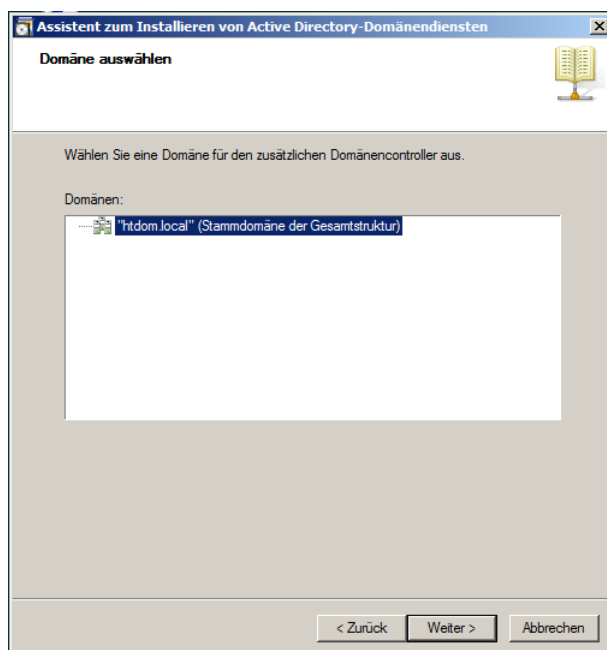 Assistent zum Installieren von Active Directory-Domänendiensten
Domäne auswählen
Wählen Sie eine Domäne für den zusätzlichen Domänencontroller aus.
Domänen:
"htdom.local" (Stammdomäne der Gesamtstruktur)
< Zurück
Weiter >
Abbrechen